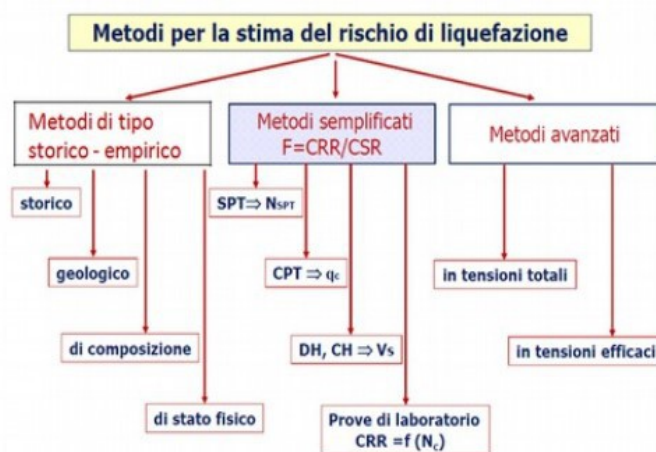 Metodi per la stima del rischio di liquefazione
Metodi di tipo
storico - empirico
Metodi semplificati
F=CRR/CSR
Metodi avanzati
storico
SPT⇒ NSPT
geologico
CPT ⇒ qc
in tensioni totali
di composizione
DH, CH ⇒ VS
in tensioni efficaci
di stato fisico
Prove di laboratorio
CRR =f (Nc)